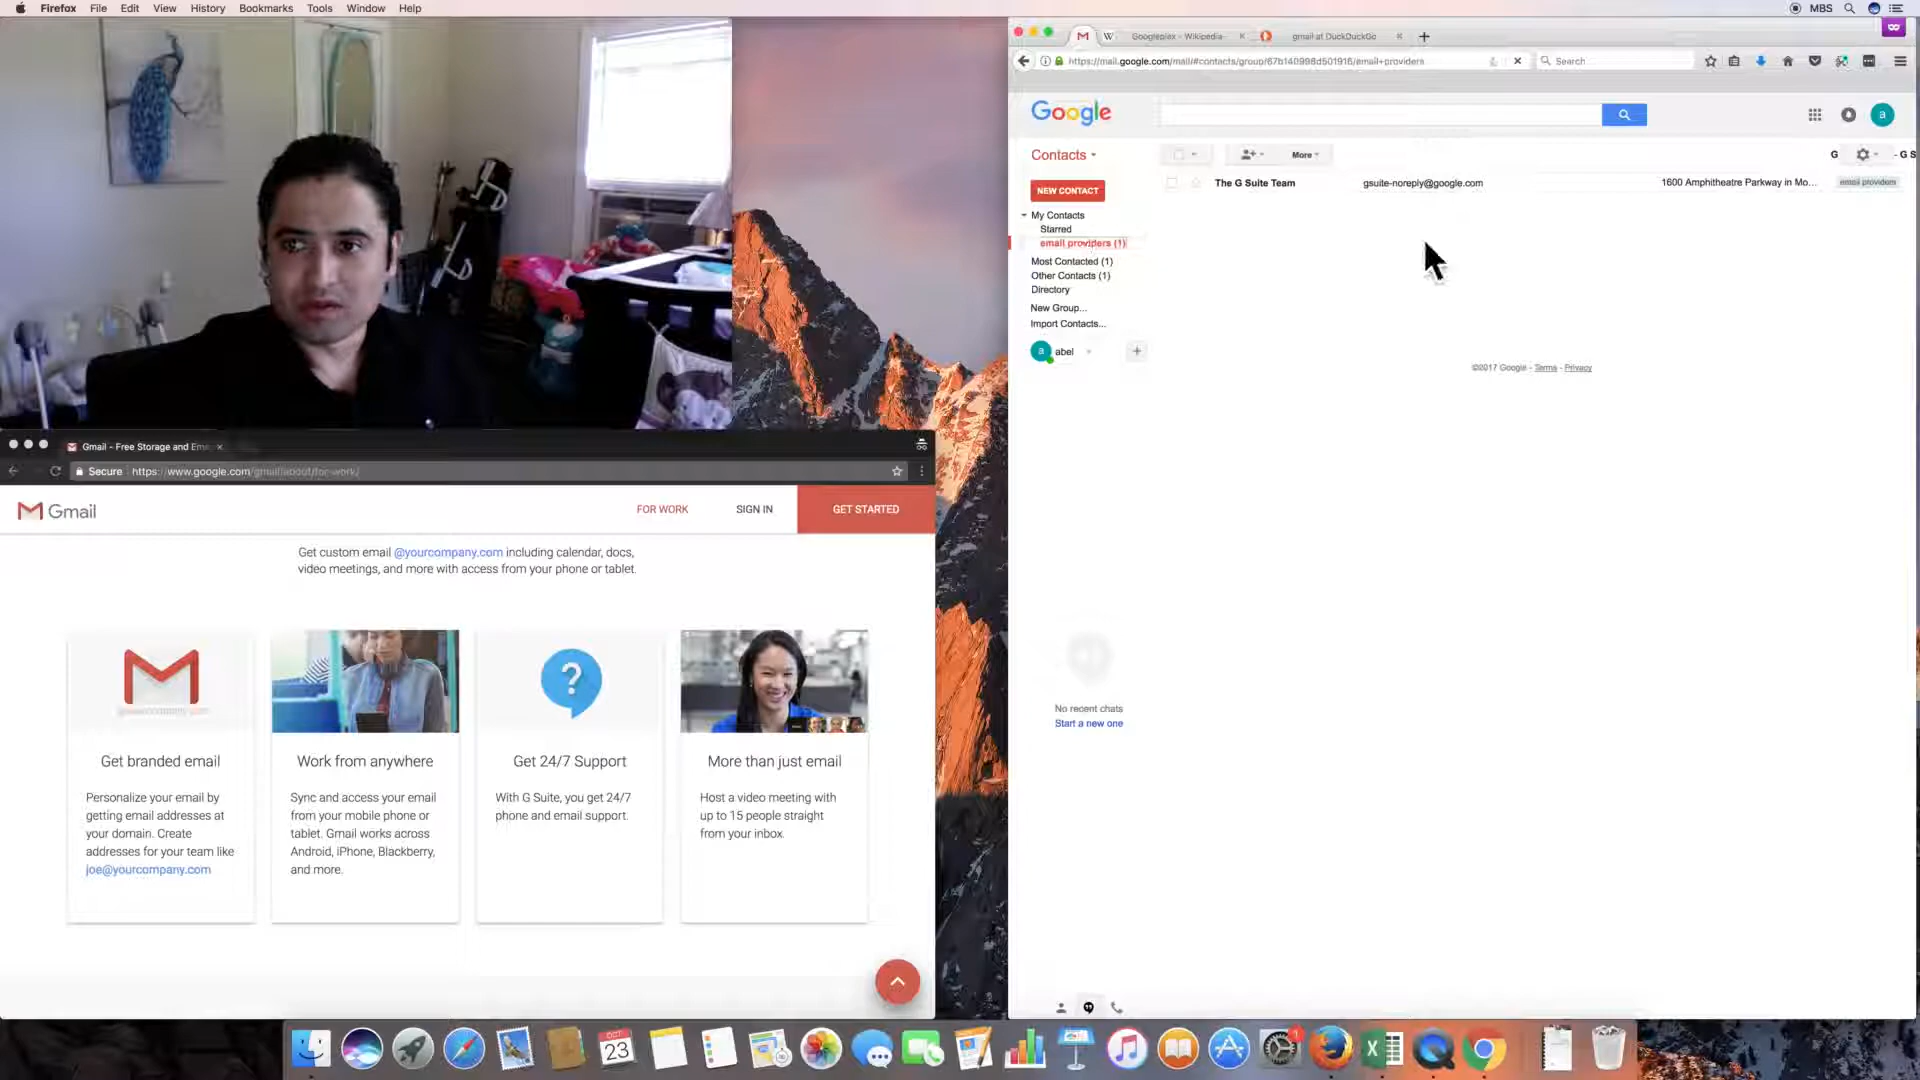 Firefox File Edit View History Bookmarks Tools Window Help
MBS
Googleplex - Wikipedia
gmail at DuckDuckGo
https://mail.google.com/mail/#contacts/group/67b140998d501916/email+providers
Search
Google
a
Contacts
More
NEW CONTACT
The G Suite Team
gsuite-noreply@google.com
1600 Amphitheatre Parkway in Mo...
email providers
My Contacts
Starred
email providers (1)
Most Contacted (1)
Other Contacts (1)
Directory
New Group...
Import Contacts...
a abel
©2017 Google - Terms - Privacy
No recent chats
Start a new one
Gmail - Free Storage and Ema
Secure https://www.google.com/gmail/about/for-work/
Gmail
FOR WORK
SIGN IN
GET STARTED
Get custom email @yourcompany.com including calendar, docs,
video meetings, and more with access from your phone or tablet.
Get branded email
Personalize your email by
getting email addresses at
your domain. Create
addresses for your team like
joe@yourcompany.com
Work from anywhere
Sync and access your email
from your mobile phone or
tablet. Gmail works across
Android, iPhone, Blackberry,
and more.
?
Get 24/7 Support
With G Suite, you get 24/7
phone and email support.
More than just email
Host a video meeting with
up to 15 people straight
from your inbox.
OCT
23
1